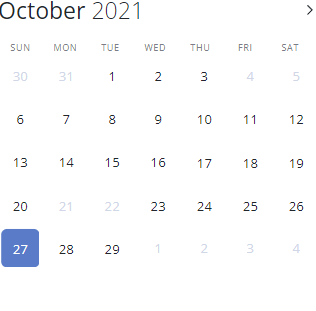 October 2021
SUN MON TUE WED THU FRI SAT
30 31 1 2 3 4 5
6 7 8 9 10 11 12
13 14 15 16 17 18 19
20 21 22 23 24 25 26
27 28 29 1 2 3 4